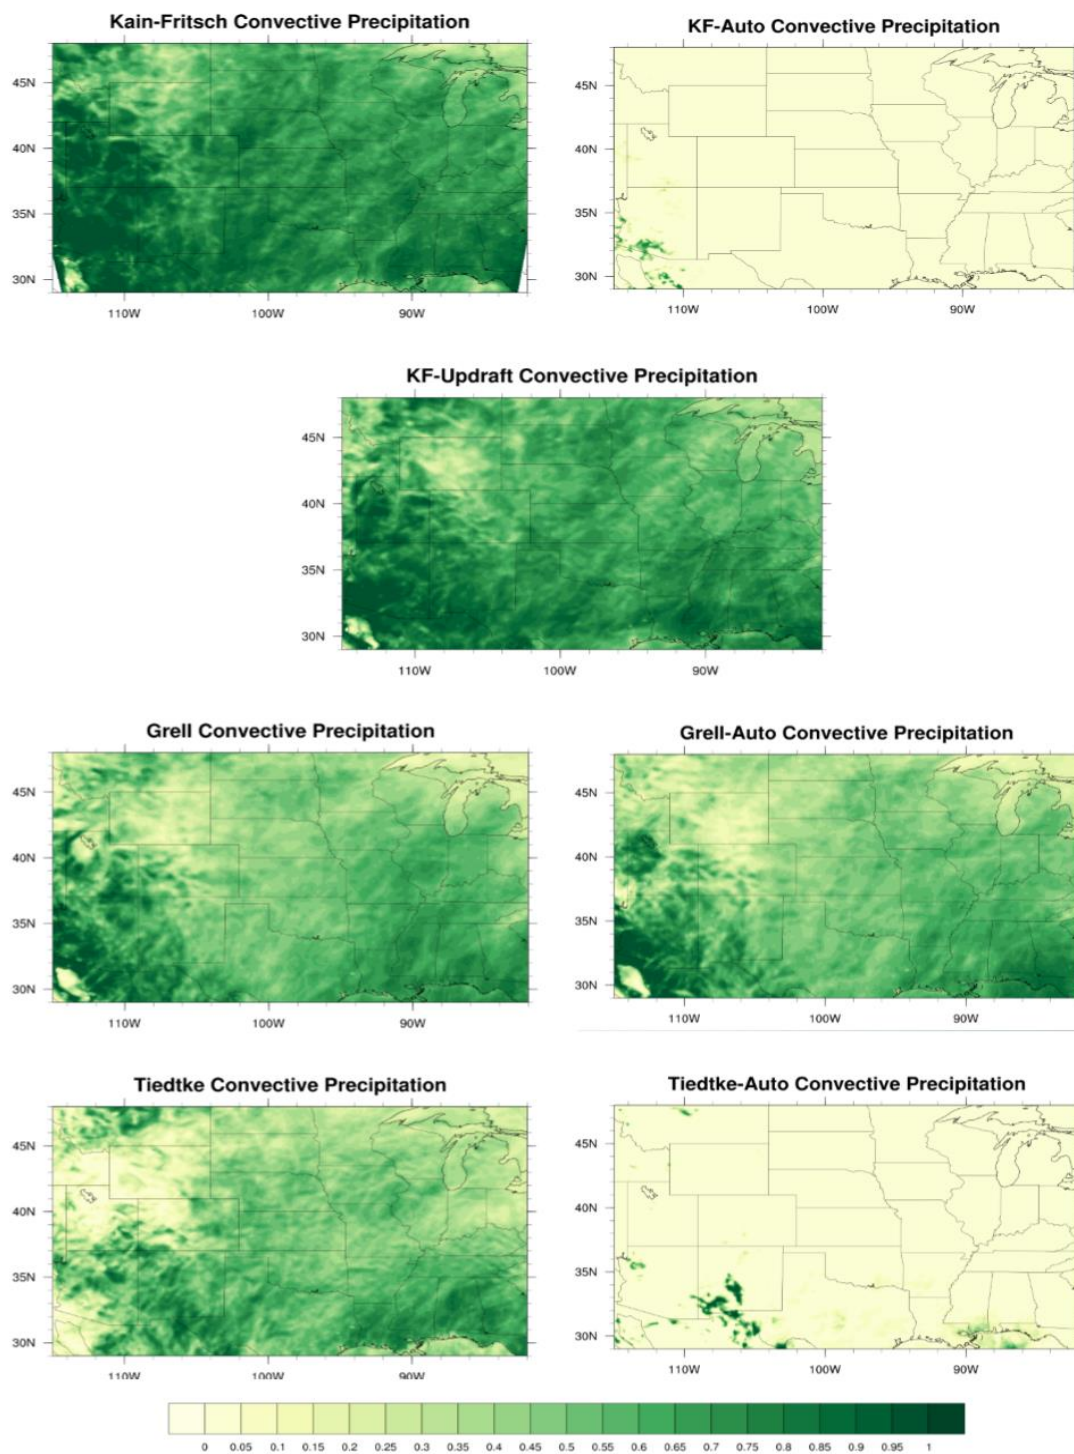 Kain-Fritsch Convective Precipitation
KF-Auto Convective Precipitation
45N
40N
35N
30N
110W 100W 90W
45N
40N
35N
30N
110W 100W 90W
KF-Updraft Convective Precipitation
45N
40N
35N
30N
110W 100W 90W
Grell Convective Precipitation
Grell-Auto Convective Precipitation
45N
40N
35N
30N
110W 100W 90W
45N
40N
35N
30N
110W 100W 90W
Tiedtke Convective Precipitation
Tiedtke-Auto Convective Precipitation
45N
40N
35N
30N
110W 100W 90W
45N
40N
35N
30N
110W 100W 90W
0 0.05 0.1 0.15 0.2 0.25 0.3 0.35 0.4 0.45 0.5 0.55 0.6 0.65 0.7 0.75 0.8 0.85 0.9 0.95 1